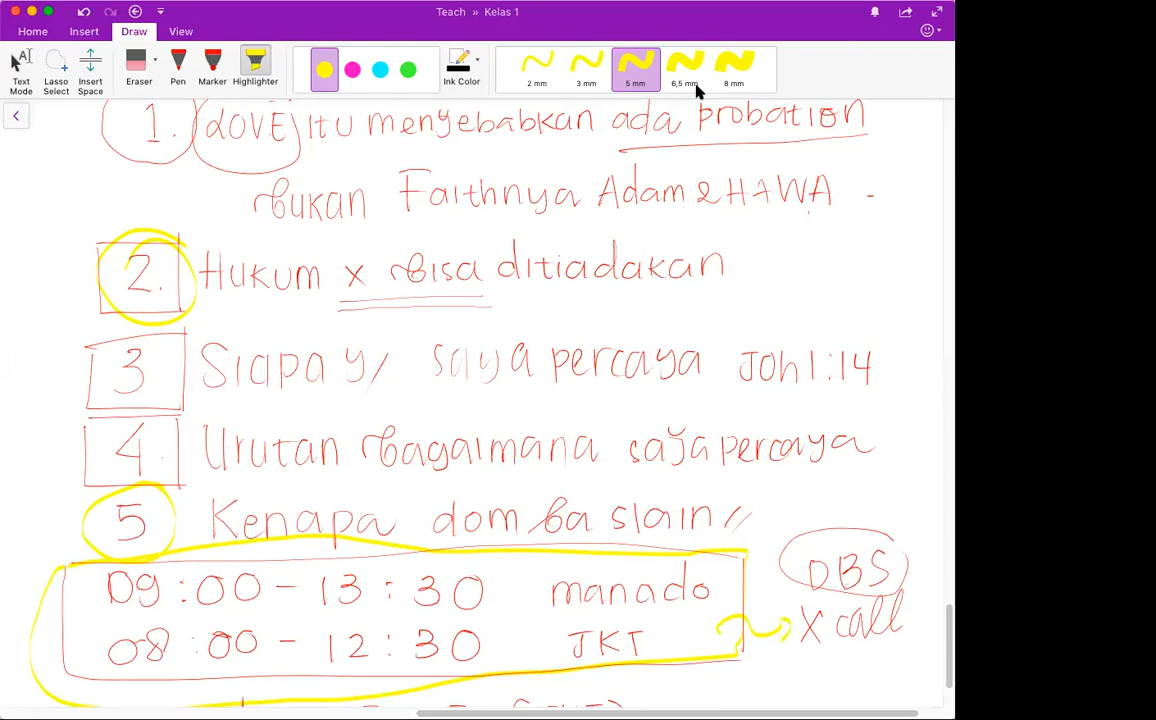 Teach » Kelas 1
Home Insert Draw View
Text Mode Lasso Select Insert Space Eraser Pen Marker Highlighter Ink Color 2 mm 3 mm 5 mm 6,5 mm 8 mm
1. LOVE itu menyebabkan ada probation
bukan Faithnya Adam & HAWA -
2. Hukum x bisa ditiadakan
3 Siapa y, saya percaya JOh 1:14
4. Urutan bagaimana saya percaya
5 Kenapa domba slain //
09:00 - 13:30 manado
08:00 - 12:30 JKT
DBS
X call